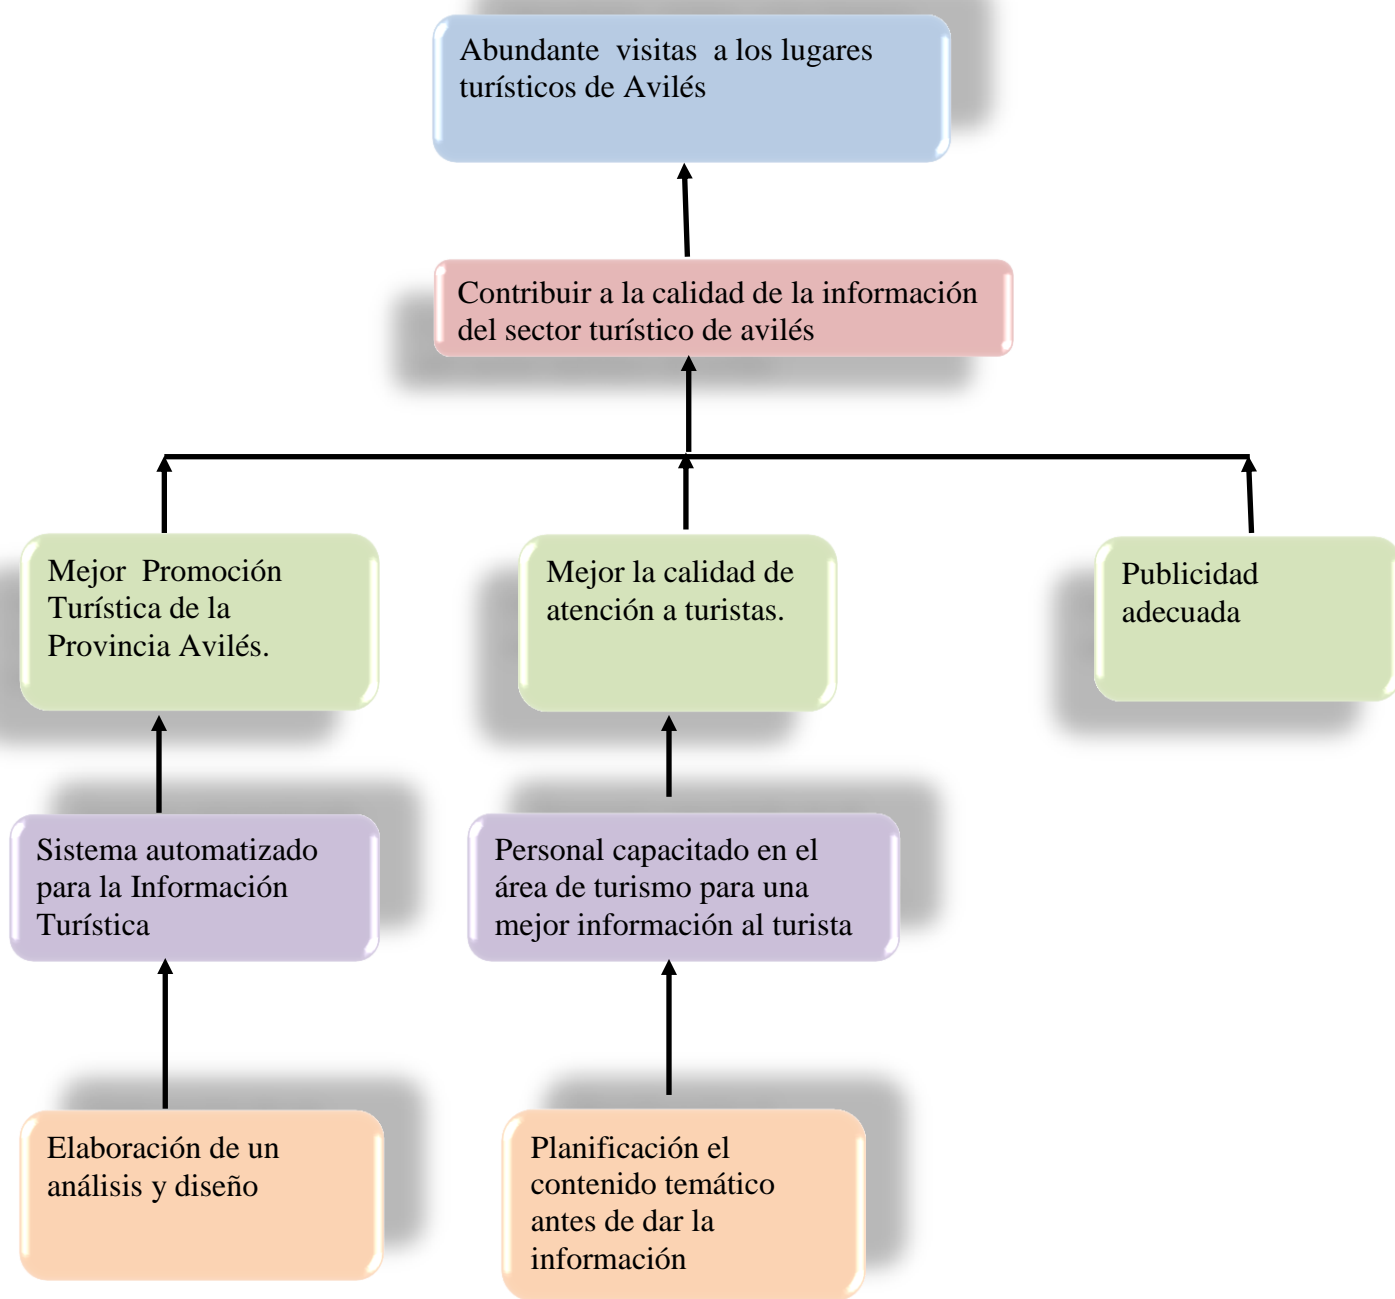 Abundante visitas a los lugares
turísticos de Avilés
Contribuir a la calidad de la información
del sector turístico de avilés
Mejor Promoción
Turística de la
Provincia Avilés.
Mejor la calidad de
atención a turistas.
Publicidad
adecuada
Sistema automatizado
para la Información
Turística
Personal capacitado en el
área de turismo para una
mejor información al turista
Elaboración de un
análisis y diseño
Planificación el
contenido temático
antes de dar la
información